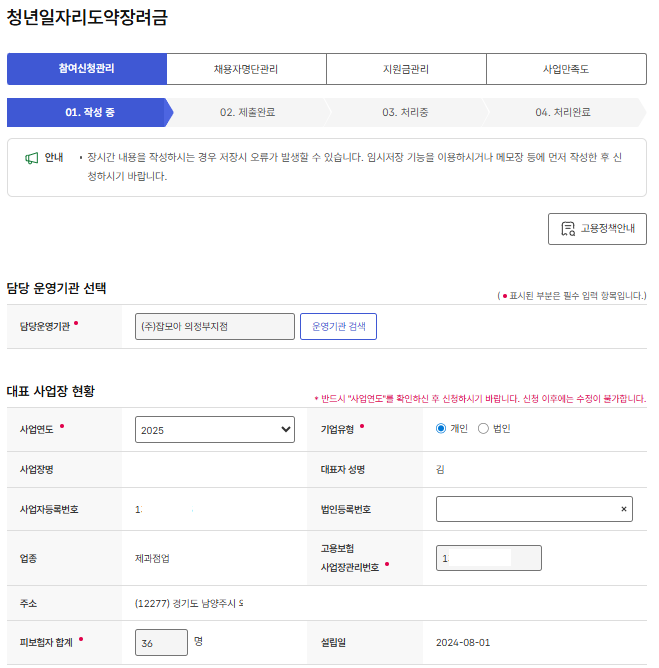 청년일자리도약장려금
참여신청관리 채용자명단관리 지원금관리 사업만족도
01. 작성 중 02. 제출완료 03. 처리중 04. 처리완료
안내 • 장시간 내용을 작성하시는 경우 저장시 오류가 발생할 수 있습니다. 임시저장 기능을 이용하시거나 메모장 등에 먼저 작성한 후 신
청하시기 바랍니다.
고용정책안내
담당 운영기관 선택
( ● 표시된 부분은 필수 입력 항목입니다.)
담당운영기관 ● (주)잡모아 의정부지점 운영기관 검색
대표 사업장 현황
* 반드시 "사업연도"를 확인하신 후 신청하시기 바랍니다. 신청 이후에는 수정이 불가합니다.
사업연도 ● 2025 기업유형 ● 개인 법인
사업장명 대표자 성명 김
사업자등록번호 1 법인등록번호 ×
업종 제과점업 고용보험
사업장관리번호 ● 1
주소 (12277) 경기도 남양주시
피보험자 합계 ● 36 명 설립일 2024-08-01